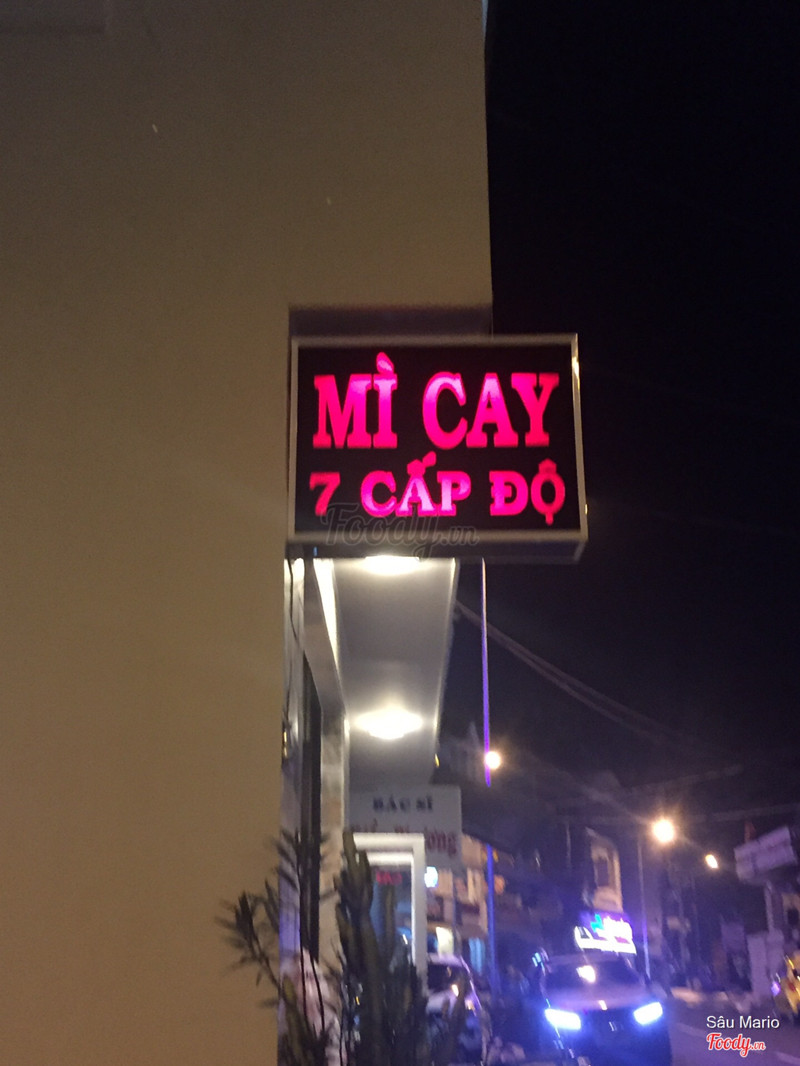 MÌ CAY
7 CẤP ĐỘ
Foody.vn
BÁC SĨ
Sâu Mario
Foody.vn